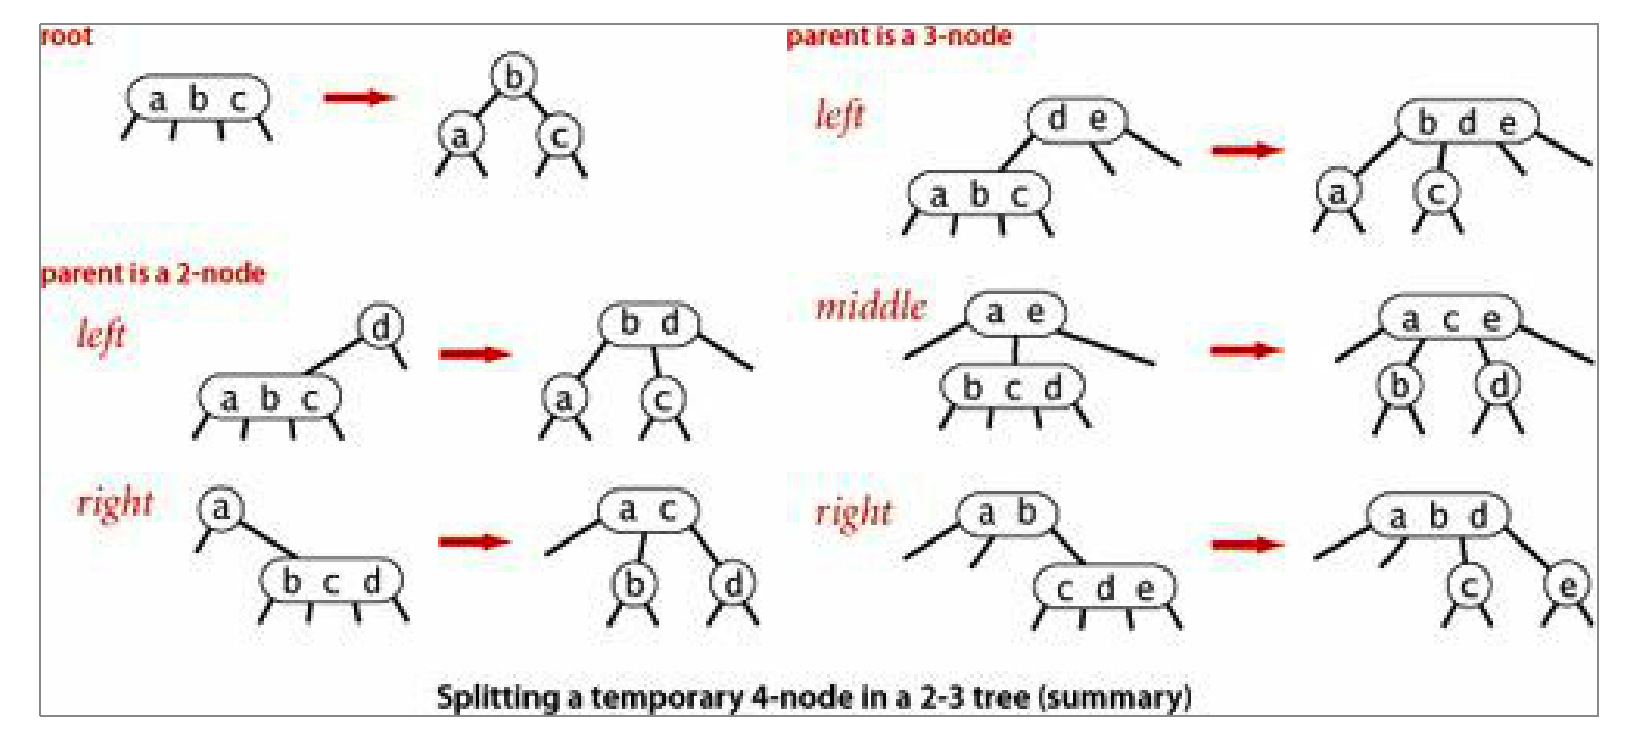 root
a b c
b
a
c
parent is a 2-node
left
d
a b c
b d
a
c
right
a
b c d
a c
b
d
parent is a 3-node
left
d e
a b c
b d e
a
c
middle
a e
b c d
a c e
b
d
right
a b
c d e
a b d
c
e
Splitting a temporary 4-node in a 2-3 tree (summary)